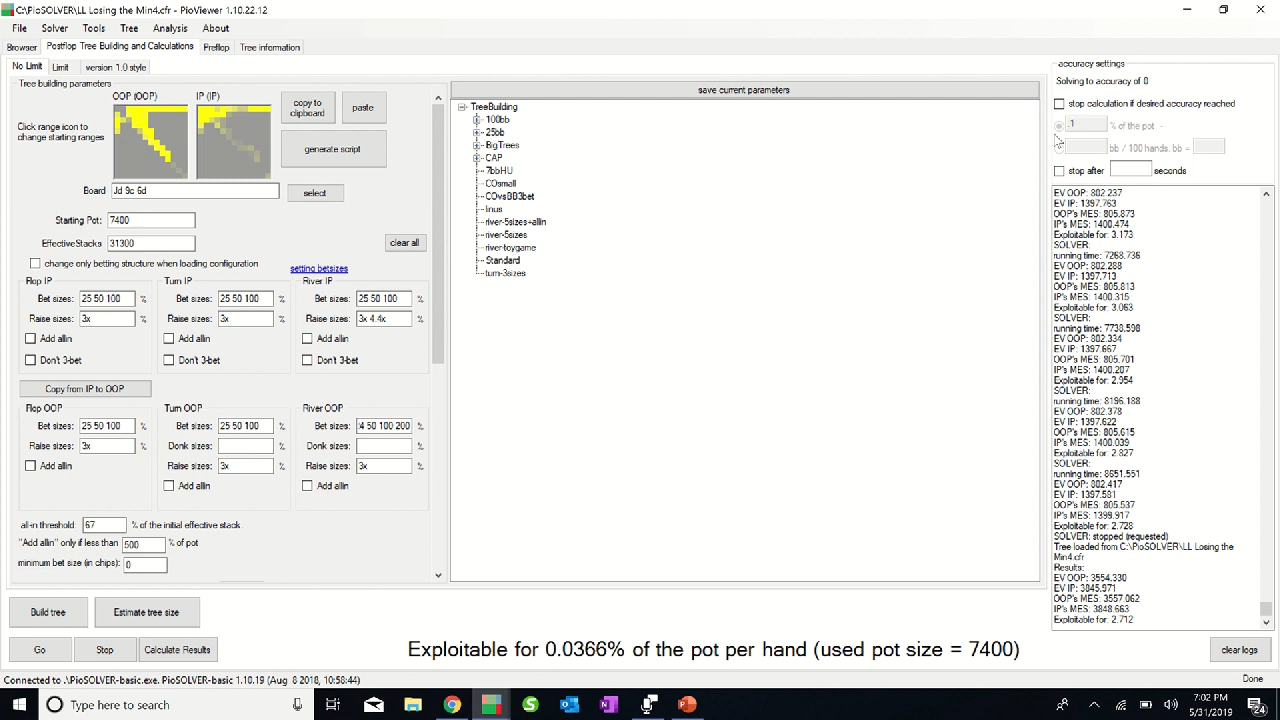 C:\PioSOLVER\LL Losing the Min4.cfr - PioViewer 1.10.22.12
File Solver Tools Tree Analysis About
Browser Postflop Tree Building and Calculations Preflop Tree information
No Limit Limit version 1.0 style
Tree building parameters
OOP (OOP) IP (IP)
Click range icon to
change starting ranges
copy to
clipboard
paste
generate script
Board Jd 9c 6d select
Starting Pot: 7400
EffectiveStacks 31300 clear all
change only betting structure when loading configuration setting betsizes
Flop IP Turn IP River IP
Bet sizes: 25 50 100 % Bet sizes: 25 50 100 % Bet sizes: 25 50 100 %
Raise sizes: 3x % Raise sizes: 3x % Raise sizes: 3x 4.4x %
Add allin Add allin Add allin
Don't 3-bet Don't 3-bet Don't 3-bet
Copy from IP to OOP
Flop OOP Turn OOP River OOP
Bet sizes: 25 50 100 % Bet sizes: 25 50 100 % Bet sizes: 4 50 100 200 %
Raise sizes: 3x % Donk sizes: % Donk sizes: %
Add allin Raise sizes: 3x % Raise sizes: 3x %
Add allin Add allin
all-in threshold: 67 % of the initial effective stack.
"Add allin" only if less than 500 % of pot
minimum bet size (in chips): 0
Build tree Estimate tree size
Go Stop Calculate Results
save current parameters
TreeBuilding
100bb
25bb
BigTrees
CAP
7bbHU
COsmall
COvsBB3bet
linus
river-5sizes+allin
river-5sizes
river-toygame
Standard
turn-3sizes
Exploitable for 0.0366% of the pot per hand (used pot size = 7400)
accuracy settings
Solving to accuracy of 0
stop calculation if desired accuracy reached
.1 % of the pot -
bb / 100 hands, bb =
stop after seconds
EV OOP: 802.237
EV IP: 1397.763
OOP's MES: 805.873
IP's MES: 1400.474
Exploitable for: 3.173
SOLVER:
running time: 7268.736
EV OOP: 802.288
EV IP: 1397.713
OOP's MES: 805.813
IP's MES: 1400.315
Exploitable for: 3.063
SOLVER:
running time: 7738.598
EV OOP: 802.334
EV IP: 1397.667
OOP's MES: 805.701
IP's MES: 1400.207
Exploitable for: 2.954
SOLVER:
running time: 8196.188
EV OOP: 802.378
EV IP: 1397.622
OOP's MES: 805.615
IP's MES: 1400.039
Exploitable for: 2.827
SOLVER:
running time: 8651.551
EV OOP: 802.417
EV IP: 1397.581
OOP's MES: 805.537
IP's MES: 1399.917
Exploitable for: 2.728
SOLVER: stopped (requested)
Tree loaded from C:\PioSOLVER\LL Losing the
Min4.cfr
Results:
EV OOP: 3554.330
EV IP: 3845.971
OOP's MES: 3557.062
IP's MES: 3848.663
Exploitable for: 2.712
clear logs
Connected to .\PioSOLVER-basic.exe. PioSOLVER-basic 1.10.19 (Aug 8 2018, 10:58:44) Done
Type here to search
7:02 PM
5/31/2019
24